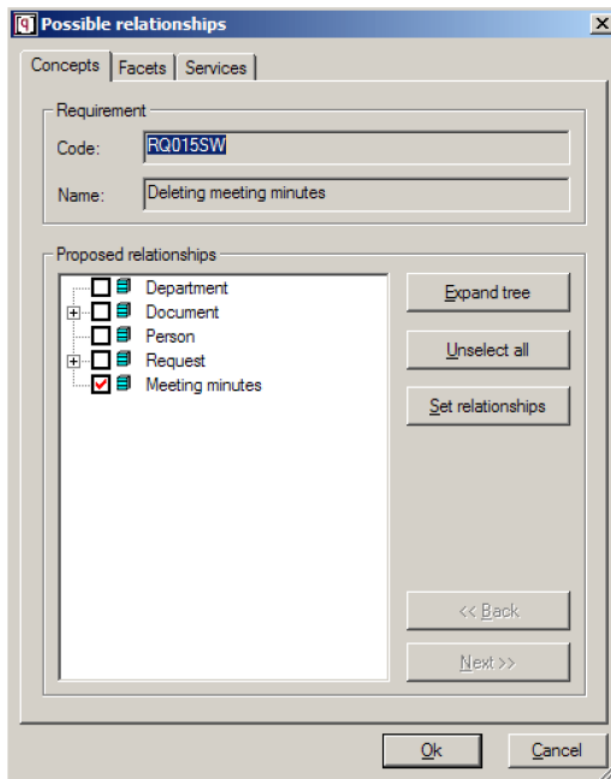 Possible relationships
Concepts Facets Services
Requirement
Code: RQ015SW
Name: Deleting meeting minutes
Proposed relationships
Department
Document
Person
Request
Meeting minutes
Expand tree
Unselect all
Set relationships
<< Back
Next >>
Ok Cancel